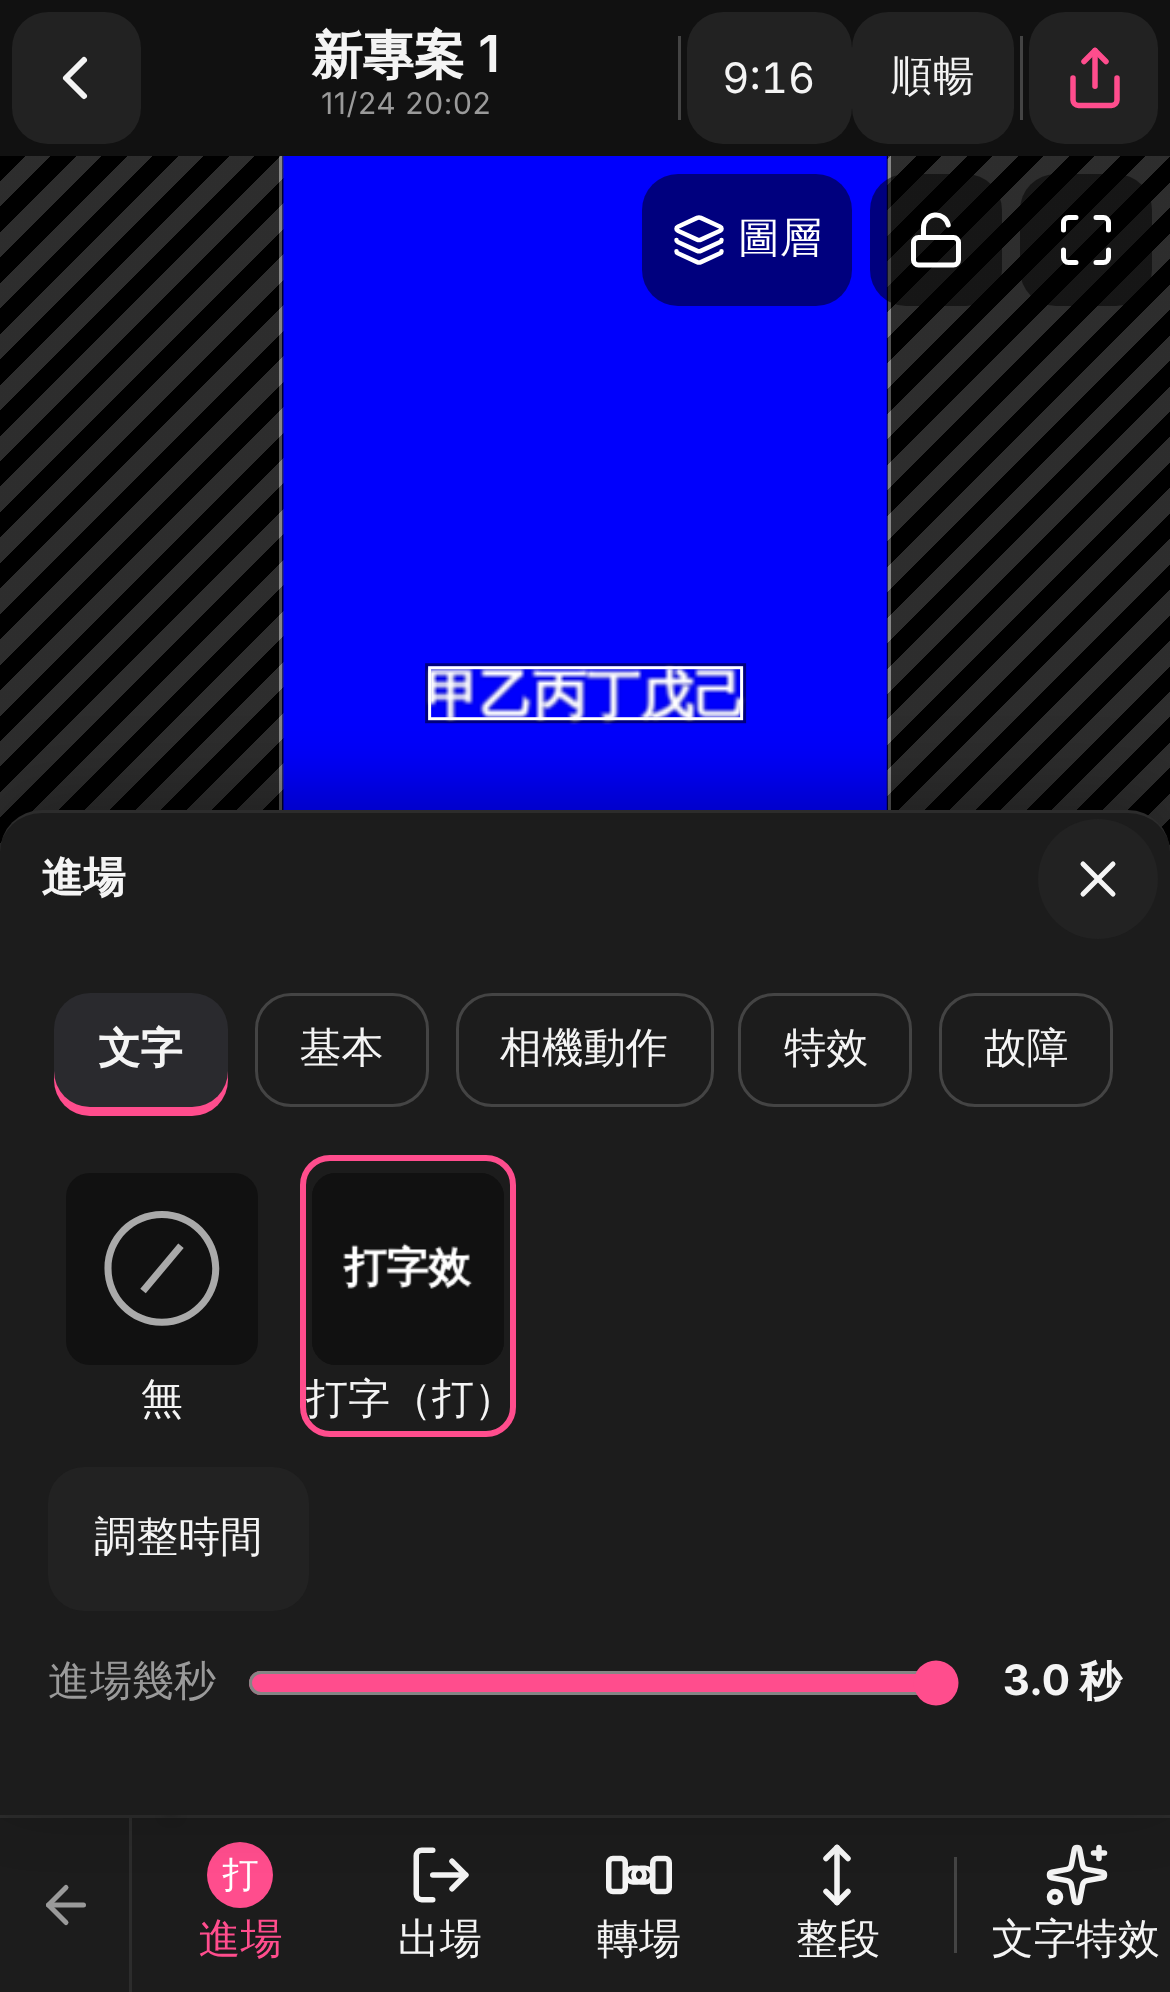 新專案 1
11/24 20:02
9:16
順暢
圖層
甲乙丙丁戊己
進場
文字
基本
相機動作
特效
故障
打字效
無
打字（打）
調整時間
進場幾秒
3.0 秒
打
進場
出場
轉場
整段
文字特效